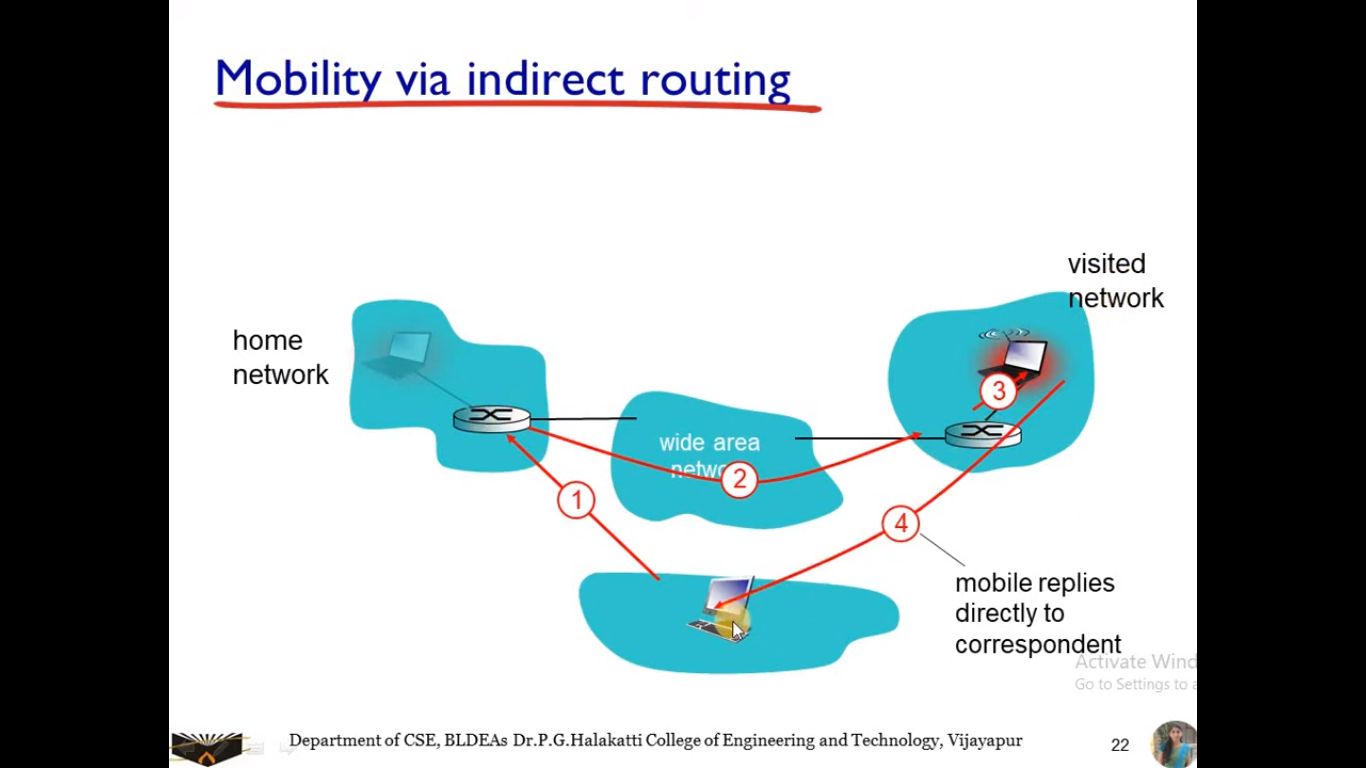 Mobility via indirect routing
visited
network
home
network
wide area
netwo
3
2
1
4
mobile replies
directly to
correspondent
Activate Wind
Go to Settings to a
Department of CSE, BLDEAs Dr.P.G.Halakatti College of Engineering and Technology, Vijayapur
22